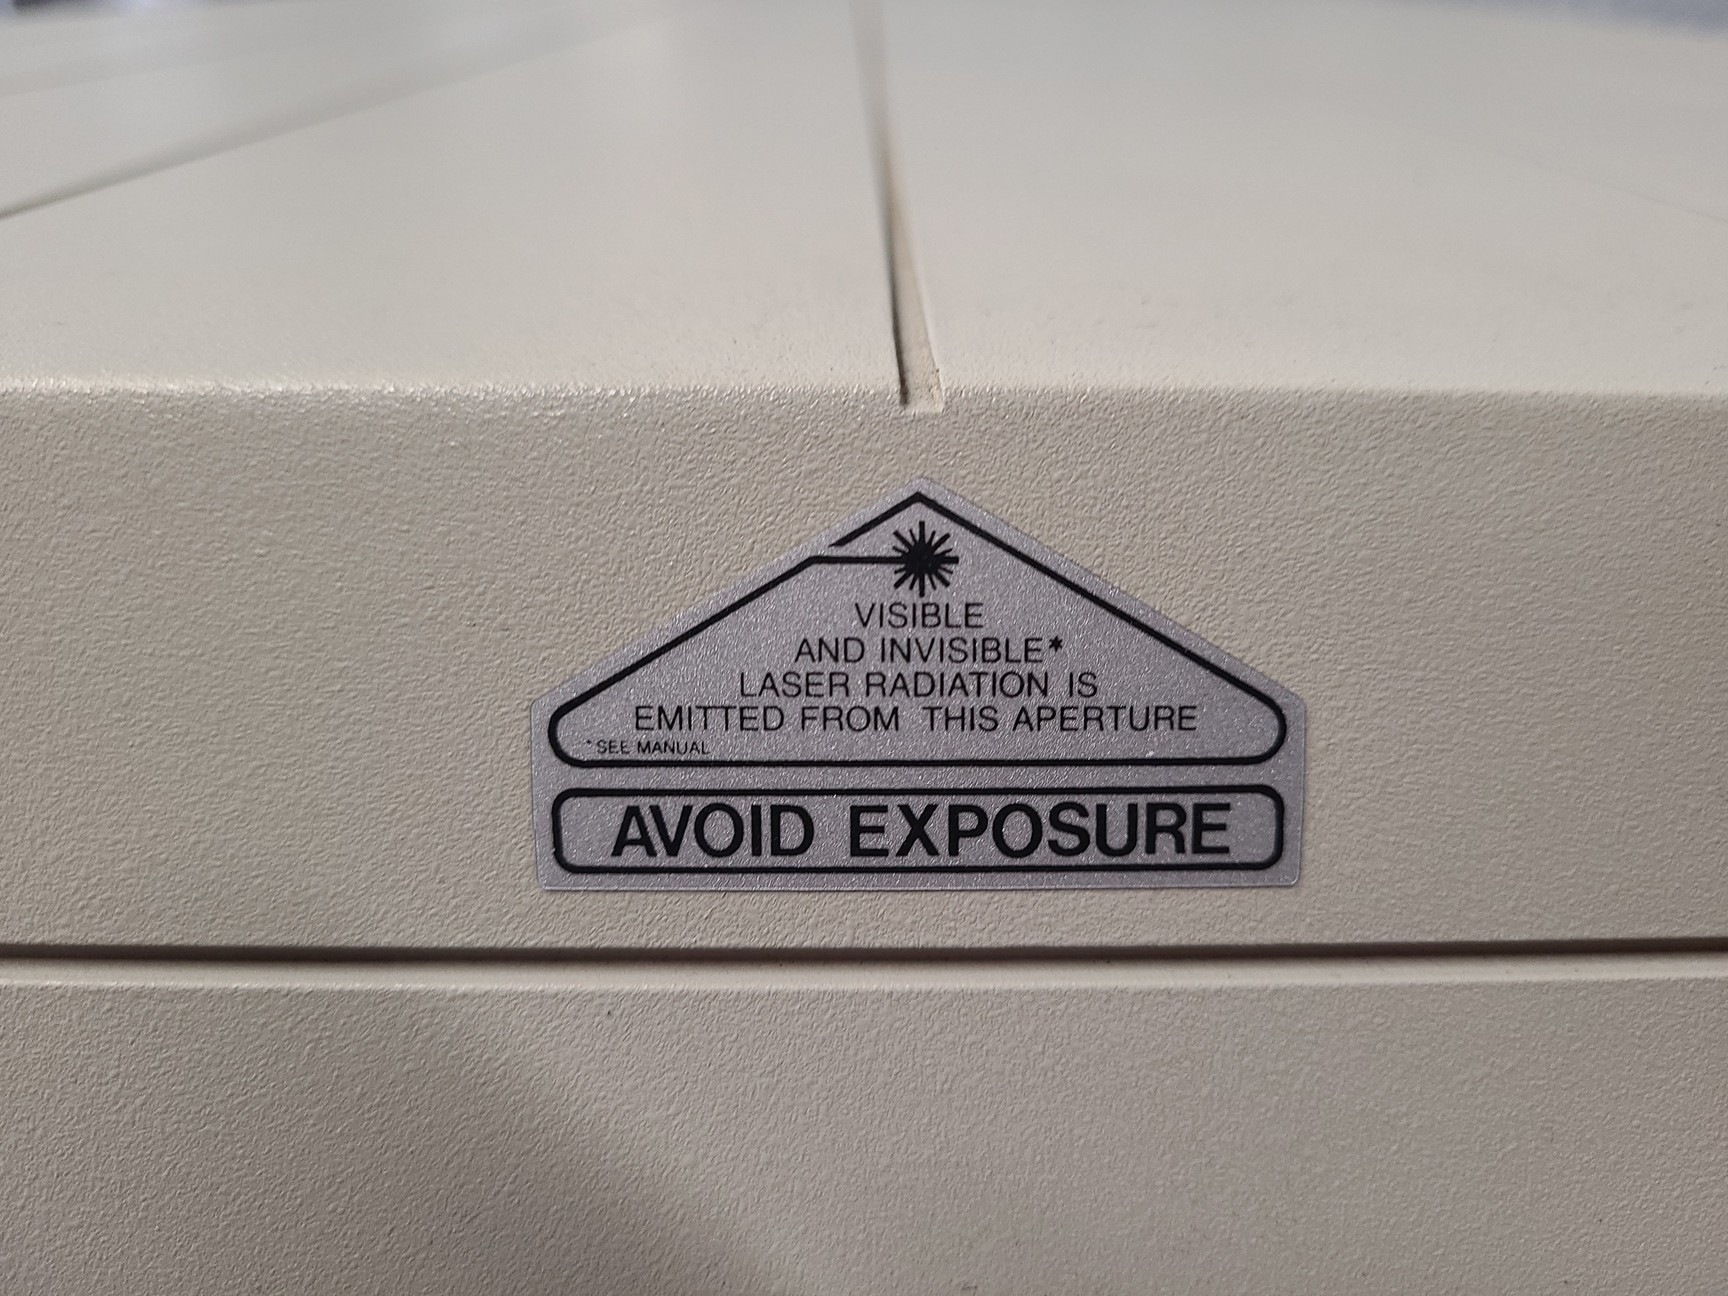 VISIBLE
AND INVISIBLE*
LASER RADIATION IS
EMITTED FROM THIS APERTURE
*SEE MANUAL
AVOID EXPOSURE